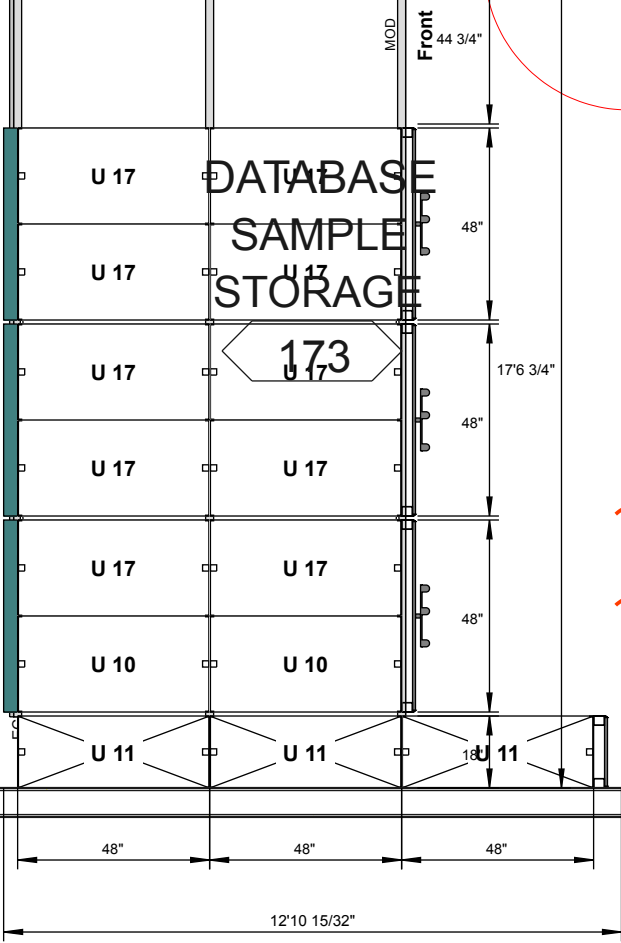 MOD
Front
44 3/4"
U 17
U 17
DATABASE
SAMPLE
STORAGE
48"
U 17
U 17
173
U 17
U 17
17'6 3/4"
48"
U 17
U 17
U 17
U 17
48"
U 10
U 10
U 11
U 11
18"
U 11
48"
48"
48"
12'10 15/32"